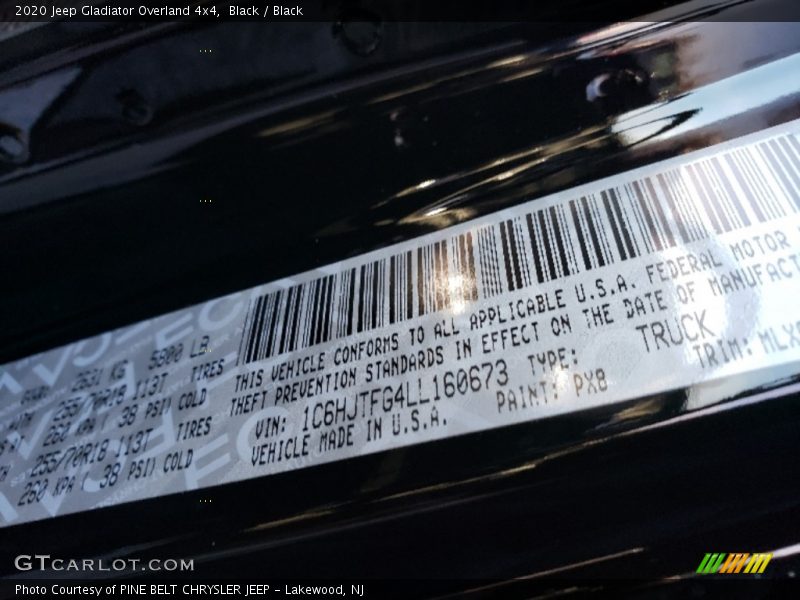 2020 Jeep Gladiator Overland 4x4, Black / Black
2631 KG 5800 LB
255/70R18 113T TIRES
260 KPA ( 38 PSI) COLD
255/70R18 113T TIRES
260 KPA ( 38 PSI) COLD
THIS VEHICLE CONFORMS TO ALL APPLICABLE U.S.A. FEDERAL MOTOR
THEFT PREVENTION STANDARDS IN EFFECT ON THE DATE OF MANUFACT
VIN: 1C6HJTFG4LL160673 TYPE: TRUCK
VEHICLE MADE IN U.S.A. PAINT: PX8 TRIM: MLX
GTCARLOT.COM
Photo Courtesy of PINE BELT CHRYSLER JEEP - Lakewood, NJ